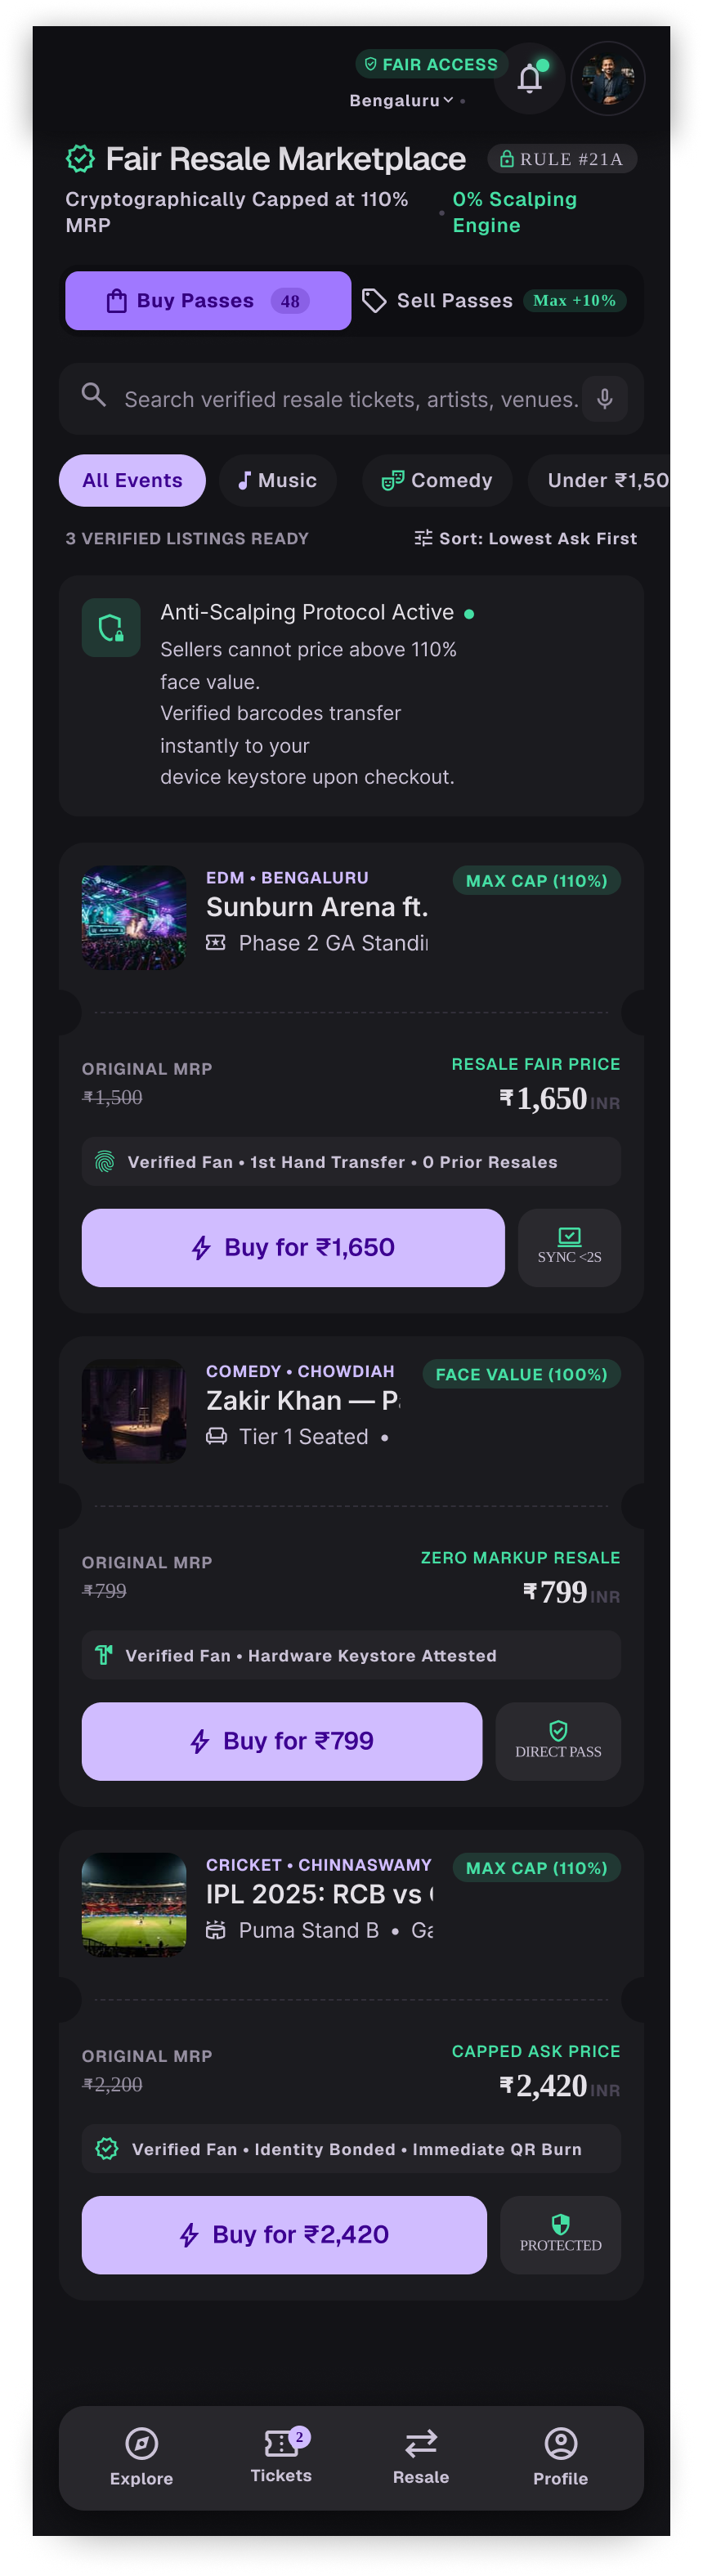 FAIR ACCESS
Bengaluru
Fair Resale Marketplace
RULE #21A
Cryptographically Capped at 110% MRP
• 0% Scalping Engine
Buy Passes 48
Sell Passes Max +10%
Search verified resale tickets, artists, venues.
All Events
Music
Comedy
Under ₹1,50
3 VERIFIED LISTINGS READY
Sort: Lowest Ask First
Anti-Scalping Protocol Active
Sellers cannot price above 110%
face value.
Verified barcodes transfer
instantly to your
device keystore upon checkout.
EDM • BENGALURU
MAX CAP (110%)
Sunburn Arena ft.
Phase 2 GA Standi
ORIGINAL MRP
₹1,500
RESALE FAIR PRICE
₹1,650 INR
Verified Fan • 1st Hand Transfer • 0 Prior Resales
Buy for ₹1,650
SYNC <2S
COMEDY • CHOWDIAH
FACE VALUE (100%)
Zakir Khan — P
Tier 1 Seated •
ORIGINAL MRP
₹799
ZERO MARKUP RESALE
₹799 INR
Verified Fan • Hardware Keystore Attested
Buy for ₹799
DIRECT PASS
CRICKET • CHINNASWAMY
MAX CAP (110%)
IPL 2025: RCB vs
Puma Stand B • Ga
ORIGINAL MRP
₹2,200
CAPPED ASK PRICE
₹2,420 INR
Verified Fan • Identity Bonded • Immediate QR Burn
Buy for ₹2,420
PROTECTED
Explore
2
Tickets
Resale
Profile